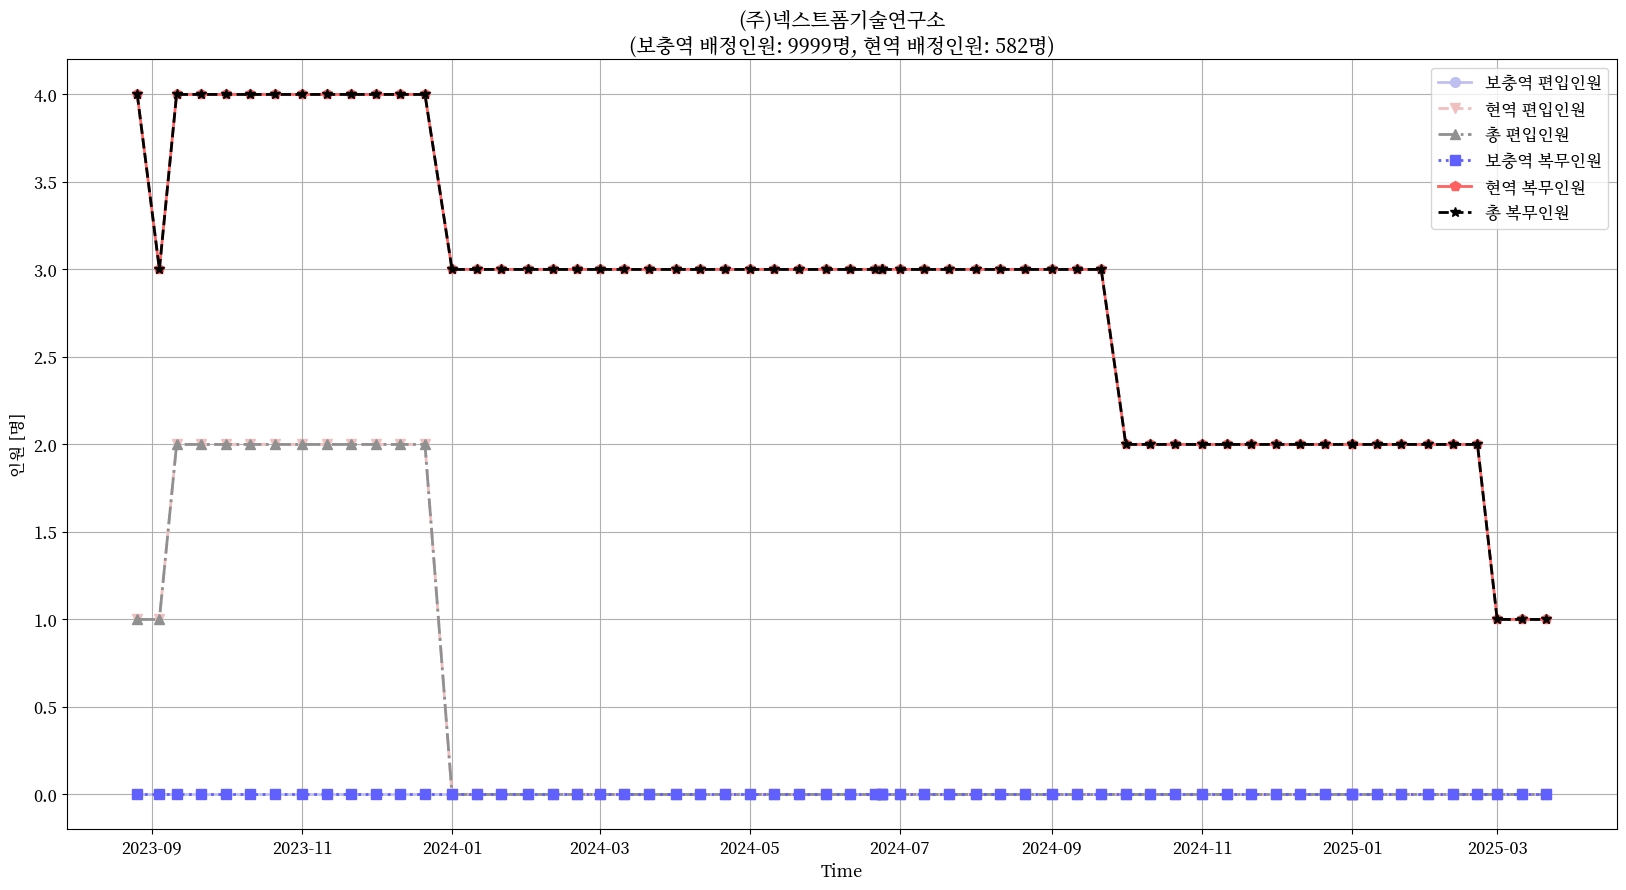 (주)넥스트폼기술연구소
(보충역 배정인원: 9999명, 현역 배정인원: 582명)
보충역 편입인원
현역 편입인원
총 편입인원
보충역 복무인원
현역 복무인원
총 복무인원
인원 [명]
4.0
3.5
3.0
2.5
2.0
1.5
1.0
0.5
0.0
2023-09 2023-11 2024-01 2024-03 2024-05 2024-07 2024-09 2024-11 2025-01 2025-03
Time